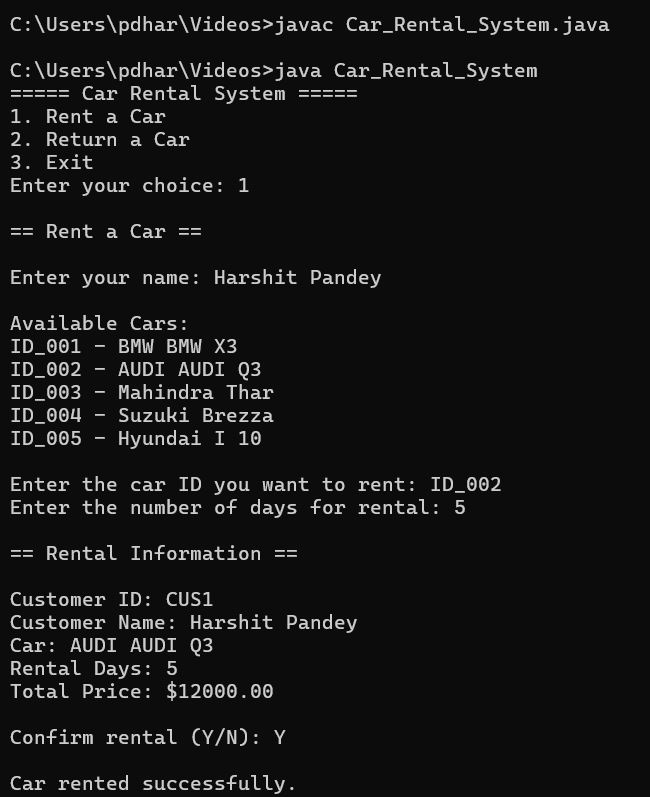 C:\Users\pdhar\Videos>javac Car_Rental_System.java
C:\Users\pdhar\Videos>java Car_Rental_System
===== Car Rental System =====
1. Rent a Car
2. Return a Car
3. Exit
Enter your choice: 1
== Rent a Car ==
Enter your name: Harshit Pandey
Available Cars:
ID_001 - BMW BMW X3
ID_002 - AUDI AUDI Q3
ID_003 - Mahindra Thar
ID_004 - Suzuki Brezza
ID_005 - Hyundai I 10
Enter the car ID you want to rent: ID_002
Enter the number of days for rental: 5
== Rental Information ==
Customer ID: CUS1
Customer Name: Harshit Pandey
Car: AUDI AUDI Q3
Rental Days: 5
Total Price: $12000.00
Confirm rental (Y/N): Y
Car rented successfully.